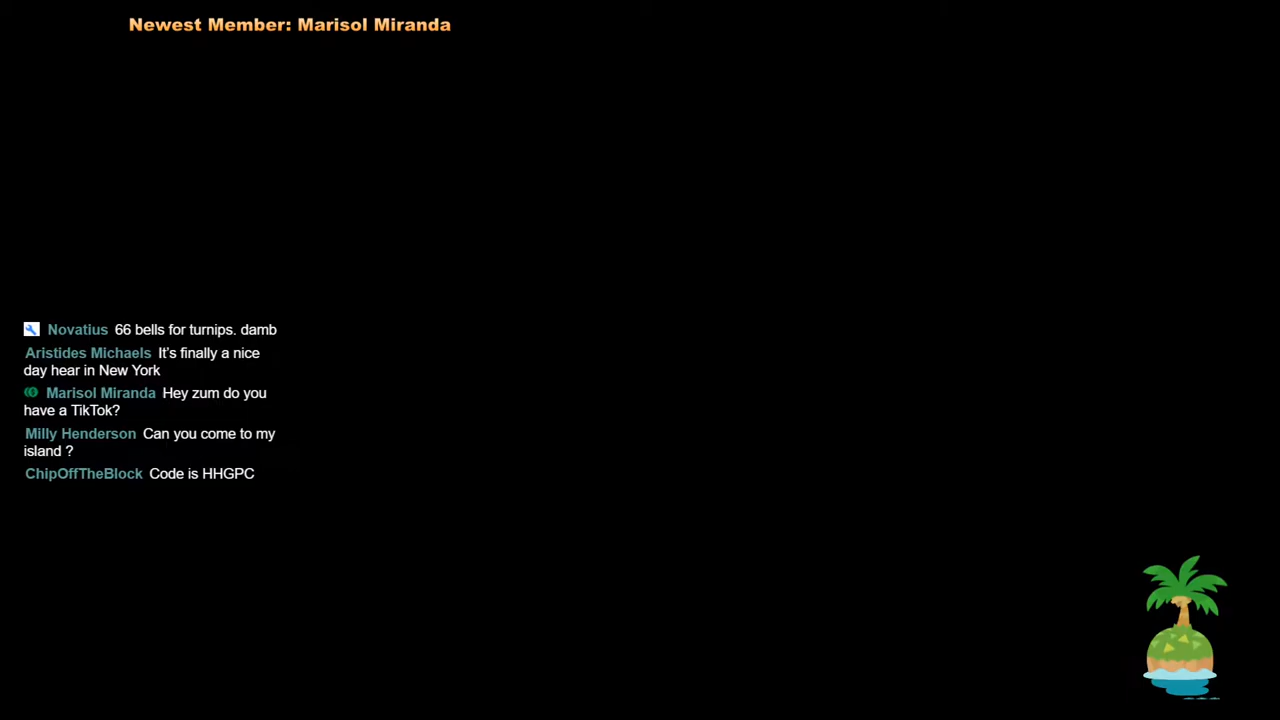 Newest Member: Marisol Miranda
Novatius 66 bells for turnips. damb
Aristides Michaels It's finally a nice
day hear in New York
Marisol Miranda Hey zum do you
have a TikTok?
Milly Henderson Can you come to my
island ?
ChipOffTheBlock Code is HHGPC